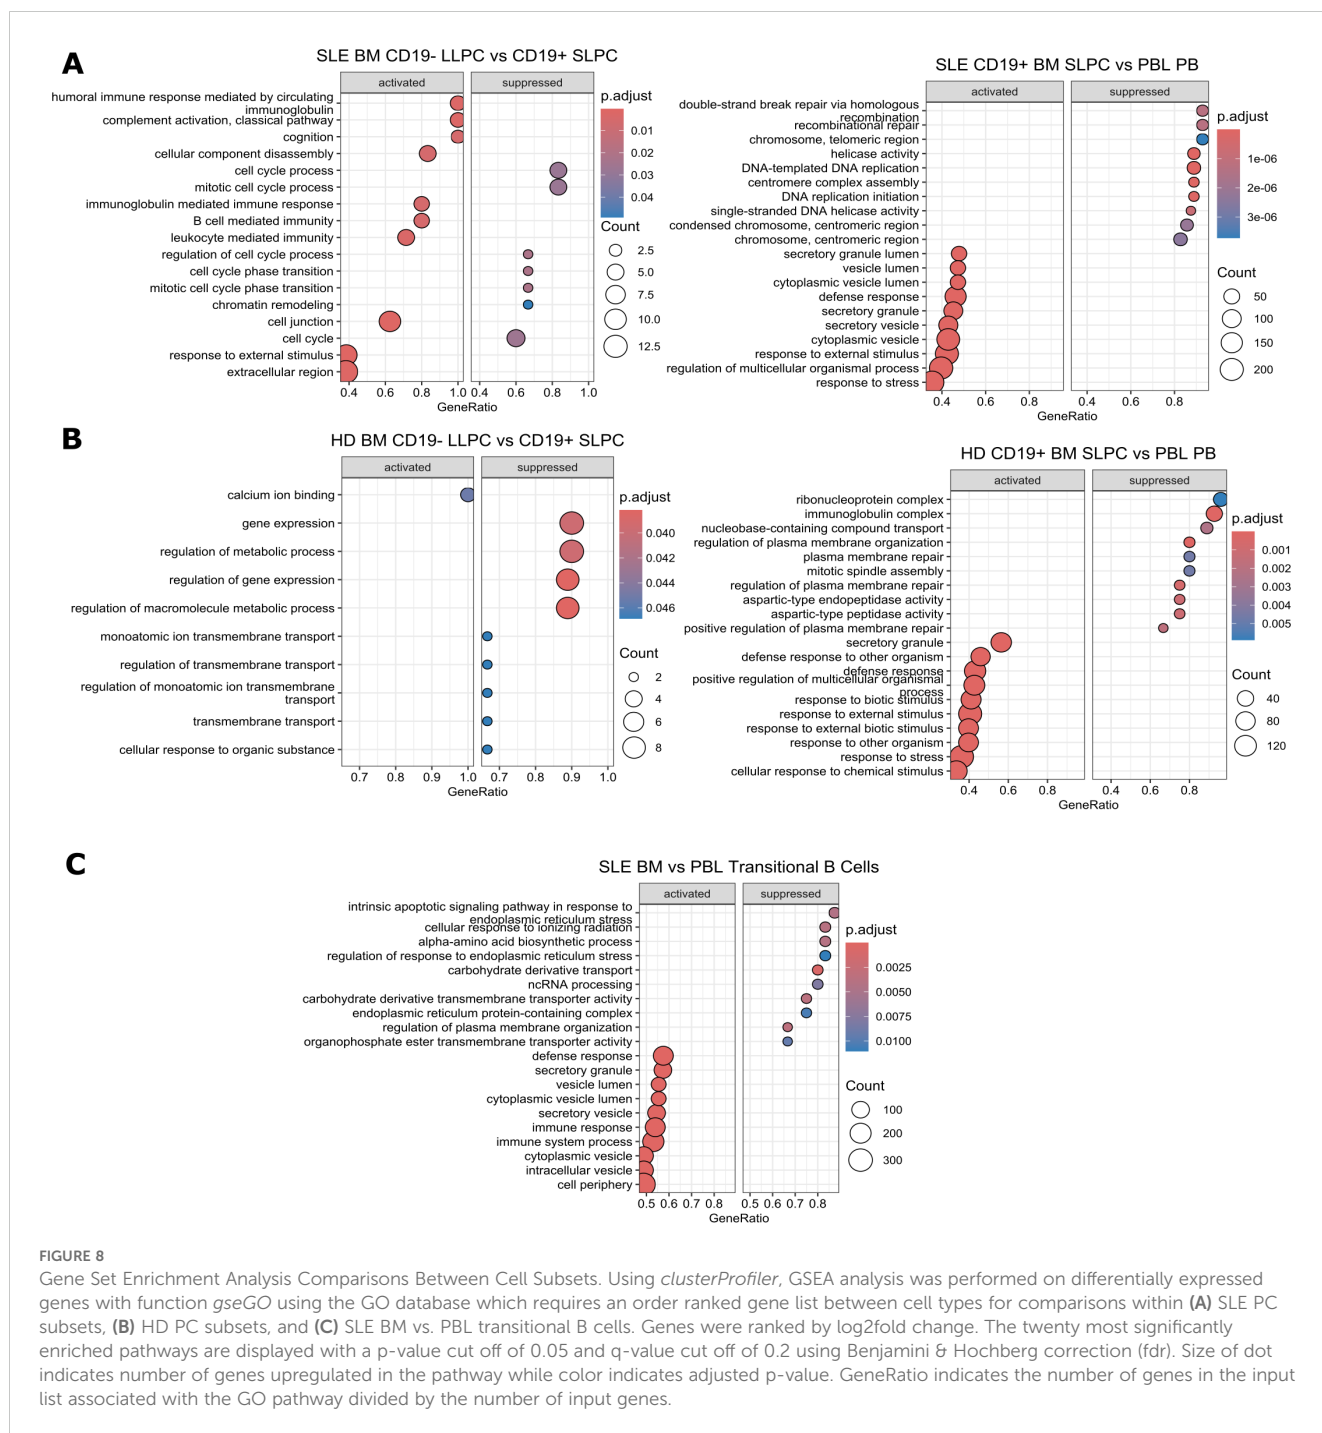 A
SLE BM CD19- LLPC vs CD19+ SLPC
activated
suppressed
humoral immune response mediated by circulating
immunoglobulin
complement activation, classical pathway
cognition
cellular component disassembly
cell cycle process
mitotic cell cycle process
immunoglobulin mediated immune response
B cell mediated immunity
leukocyte mediated immunity
regulation of cell cycle process
cell cycle phase transition
mitotic cell cycle phase transition
chromatin remodeling
cell junction
cell cycle
response to external stimulus
extracellular region
0.4 0.6 0.8 1.0 0.4 0.6 0.8 1.0
GeneRatio
p.adjust
0.01
0.02
0.03
0.04
Count
2.5
5.0
7.5
10.0
12.5
SLE CD19+ BM SLPC vs PBL PB
activated
suppressed
double-strand break repair via homologous
recombination
recombinational repair
chromosome, telomeric region
helicase activity
DNA-templated DNA replication
centromere complex assembly
DNA replication initiation
single-stranded DNA helicase activity
condensed chromosome, centromeric region
chromosome, centromeric region
secretory granule lumen
vesicle lumen
cytoplasmic vesicle lumen
defense response
secretory granule
secretory vesicle
cytoplasmic vesicle
response to external stimulus
regulation of multicellular organismal process
response to stress
0.4 0.6 0.8 0.4 0.6 0.8
GeneRatio
p.adjust
1e-06
2e-06
3e-06
Count
50
100
150
200
B
HD BM CD19- LLPC vs CD19+ SLPC
activated
suppressed
calcium ion binding
gene expression
regulation of metabolic process
regulation of gene expression
regulation of macromolecule metabolic process
monoatomic ion transmembrane transport
regulation of transmembrane transport
regulation of monoatomic ion transmembrane
transport
transmembrane transport
cellular response to organic substance
0.7 0.8 0.9 1.0 0.7 0.8 0.9 1.0
GeneRatio
p.adjust
0.040
0.042
0.044
0.046
Count
2
4
6
8
HD CD19+ BM SLPC vs PBL PB
activated
suppressed
ribonucleoprotein complex
immunoglobulin complex
nucleobase-containing compound transport
regulation of plasma membrane organization
plasma membrane repair
mitotic spindle assembly
regulation of plasma membrane repair
aspartic-type endopeptidase activity
aspartic-type peptidase activity
positive regulation of plasma membrane repair
secretory granule
defense response to other organism
defense response
positive regulation of multicellular organismal
process
response to biotic stimulus
response to external stimulus
response to external biotic stimulus
response to other organism
response to stress
cellular response to chemical stimulus
0.4 0.6 0.8 0.4 0.6 0.8
GeneRatio
p.adjust
0.001
0.002
0.003
0.004
0.005
Count
40
80
120
C
SLE BM vs PBL Transitional B Cells
activated
suppressed
intrinsic apoptotic signaling pathway in response to
endoplasmic reticulum stress
cellular response to ionizing radiation
alpha-amino acid biosynthetic process
regulation of response to endoplasmic reticulum stress
carbohydrate derivative transport
ncRNA processing
carbohydrate derivative transmembrane transporter activity
endoplasmic reticulum protein-containing complex
regulation of plasma membrane organization
organophosphate ester transmembrane transporter activity
defense response
secretory granule
vesicle lumen
cytoplasmic vesicle lumen
secretory vesicle
immune response
immune system process
cytoplasmic vesicle
intracellular vesicle
cell periphery
0.5 0.6 0.7 0.8 0.5 0.6 0.7 0.8
GeneRatio
p.adjust
0.0025
0.0050
0.0075
0.0100
Count
100
200
300
FIGURE 8
Gene Set Enrichment Analysis Comparisons Between Cell Subsets. Using clusterProfiler, GSEA analysis was performed on differentially expressed
genes with function gseGO using the GO database which requires an order ranked gene list between cell types for comparisons within (A) SLE PC
subsets, (B) HD PC subsets, and (C) SLE BM vs. PBL transitional B cells. Genes were ranked by log2fold change. The twenty most significantly
enriched pathways are displayed with a p-value cut off of 0.05 and q-value cut off of 0.2 using Benjamini & Hochberg correction (fdr). Size of dot
indicates number of genes upregulated in the pathway while color indicates adjusted p-value. GeneRatio indicates the number of genes in the input
list associated with the GO pathway divided by the number of input genes.